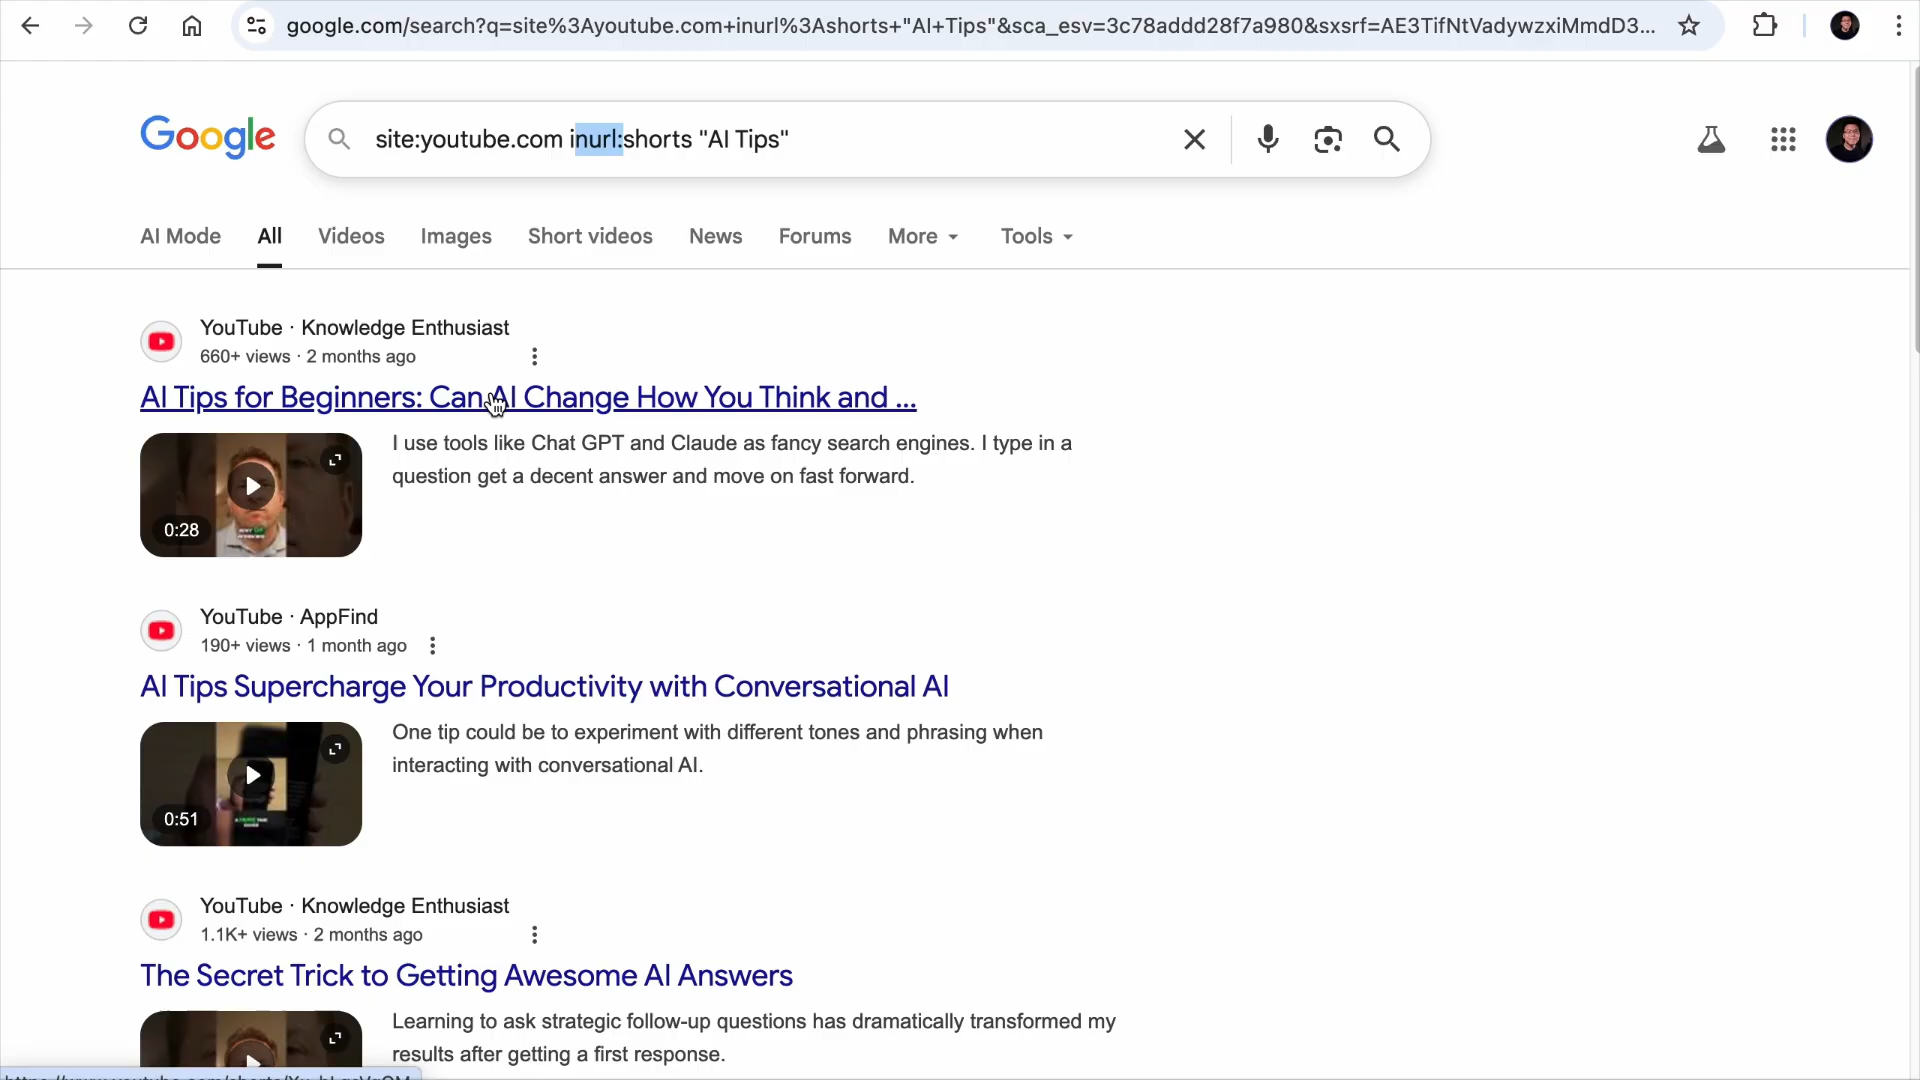 google.com/search?q=site%3Ayoutube.com+inurl%3Ashorts+"AI+Tips"&sca_esv=3c78addd28f7a980&sxsrf=AE3TifNtVadywzxiMmdD3...
Google
site:youtube.com inurl:shorts "AI Tips"
AI Mode All Videos Images Short videos News Forums More Tools
YouTube · Knowledge Enthusiast
660+ views · 2 months ago
AI Tips for Beginners: Can AI Change How You Think and ...
I use tools like Chat GPT and Claude as fancy search engines. I type in a
question get a decent answer and move on fast forward.
0:28
YouTube · AppFind
190+ views · 1 month ago
AI Tips Supercharge Your Productivity with Conversational AI
One tip could be to experiment with different tones and phrasing when
interacting with conversational AI.
0:51
YouTube · Knowledge Enthusiast
1.1K+ views · 2 months ago
The Secret Trick to Getting Awesome AI Answers
Learning to ask strategic follow-up questions has dramatically transformed my
results after getting a first response.